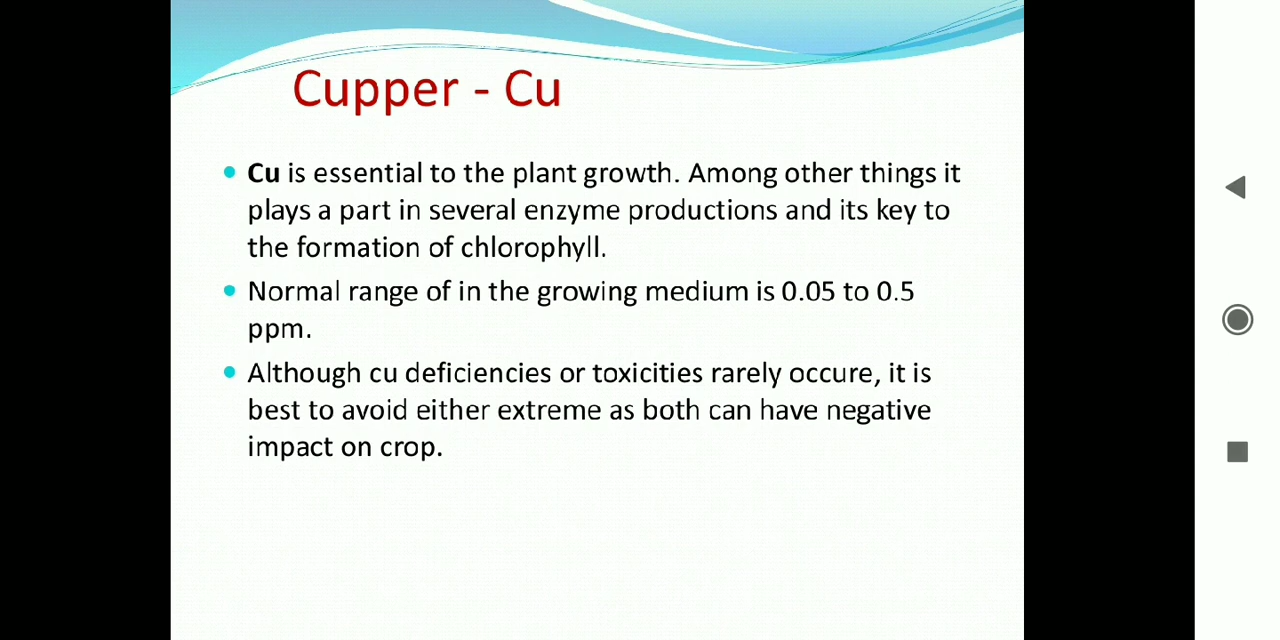 Cupper - Cu
Cu is essential to the plant growth. Among other things it
plays a part in several enzyme productions and its key to
the formation of chlorophyll.
Normal range of in the growing medium is 0.05 to 0.5
ppm.
Although cu deficiencies or toxicities rarely occure, it is
best to avoid either extreme as both can have negative
impact on crop.